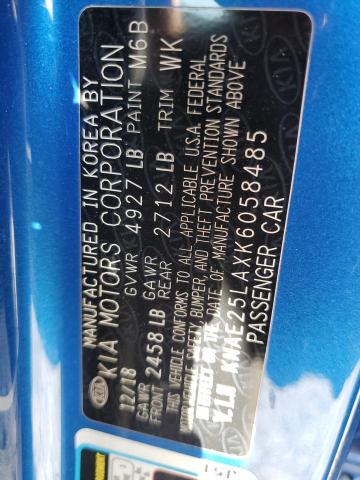 MANUFACTURED IN KOREA BY
KIA KIA MOTORS CORPORATION
12/18 GVWR 4927 LB PAINT M6B
GAWR FRONT 2458 LB GAWR REAR 2712 LB TRIM WK
THIS VEHICLE CONFORMS TO ALL APPLICABLE U.S.A. FEDERAL
MOTOR VEHICLE SAFETY, BUMPER, AND THEFT PREVENTION STANDARDS
IN EFFECT ON THE DATE OF MANUFACTURE SHOWN ABOVE
V.I.N KNAE25LAXK6058485
PASSENGER CAR